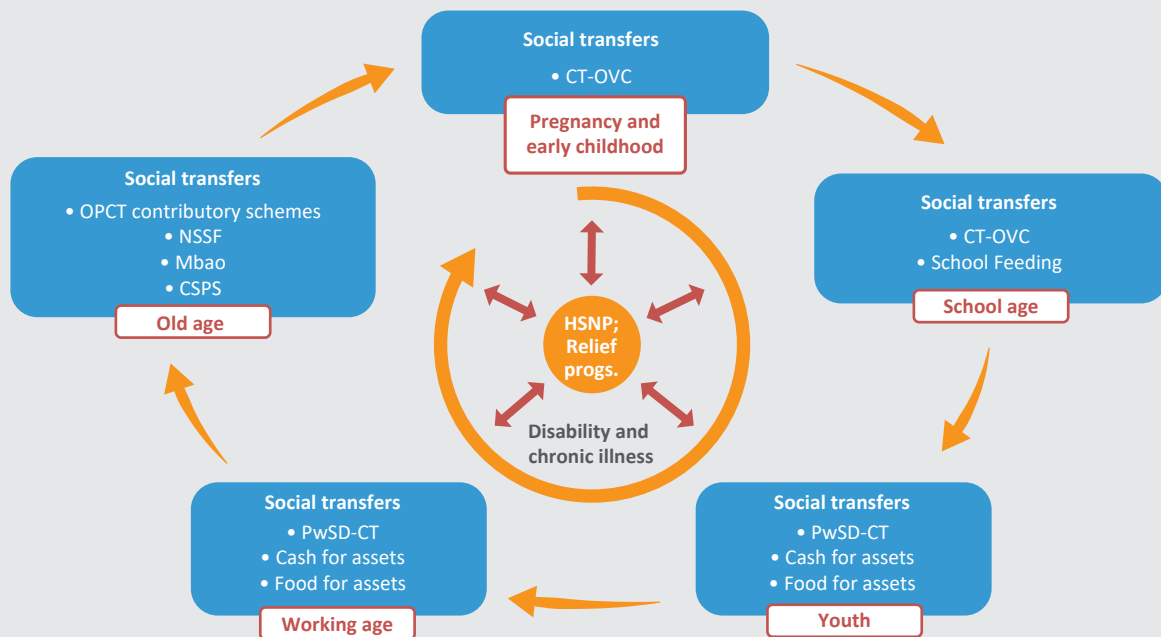 Social transfers
• CT-OVC
Pregnancy and
early childhood
Social transfers
• CT-OVC
• School Feeding
School age
Social transfers
• PwSD-CT
• Cash for assets
• Food for assets
Youth
Social transfers
• PwSD-CT
• Cash for assets
• Food for assets
Working age
Social transfers
• OPCT contributory schemes
• NSSF
• Mbao
• CSPS
Old age
HSNP;
Relief
progs.
Disability and
chronic illness